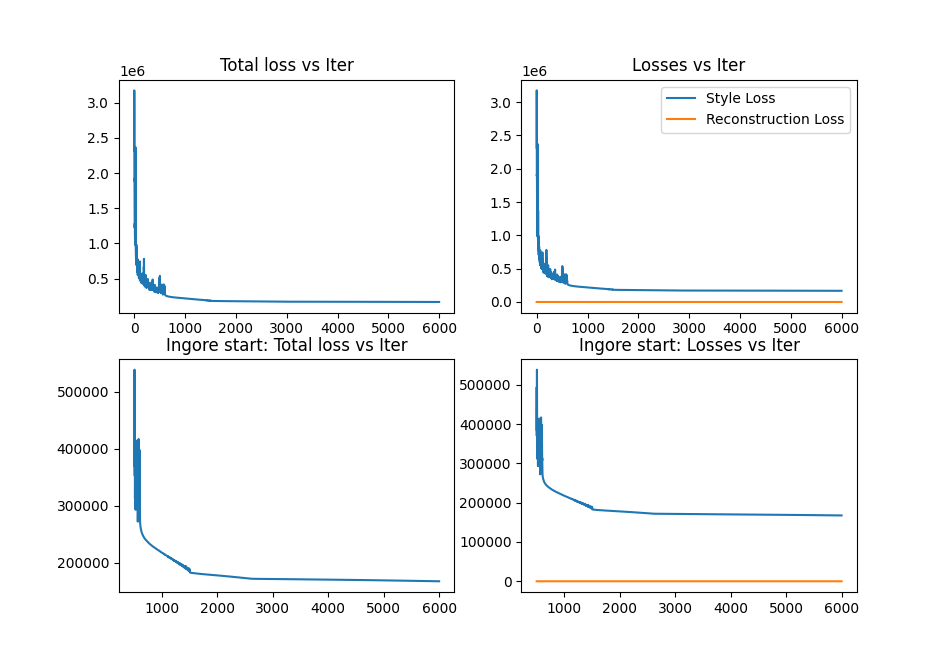 Total loss vs Iter
1e6
3.0
2.5
2.0
1.5
1.0
0.5
0 1000 2000 3000 4000 5000 6000
Losses vs Iter
1e6
Style Loss
Reconstruction Loss
3.0
2.5
2.0
1.5
1.0
0.5
0.0
0 1000 2000 3000 4000 5000 6000
Ingore start: Total loss vs Iter
500000
400000
300000
200000
1000 2000 3000 4000 5000 6000
Ingore start: Losses vs Iter
500000
400000
300000
200000
100000
0
1000 2000 3000 4000 5000 6000